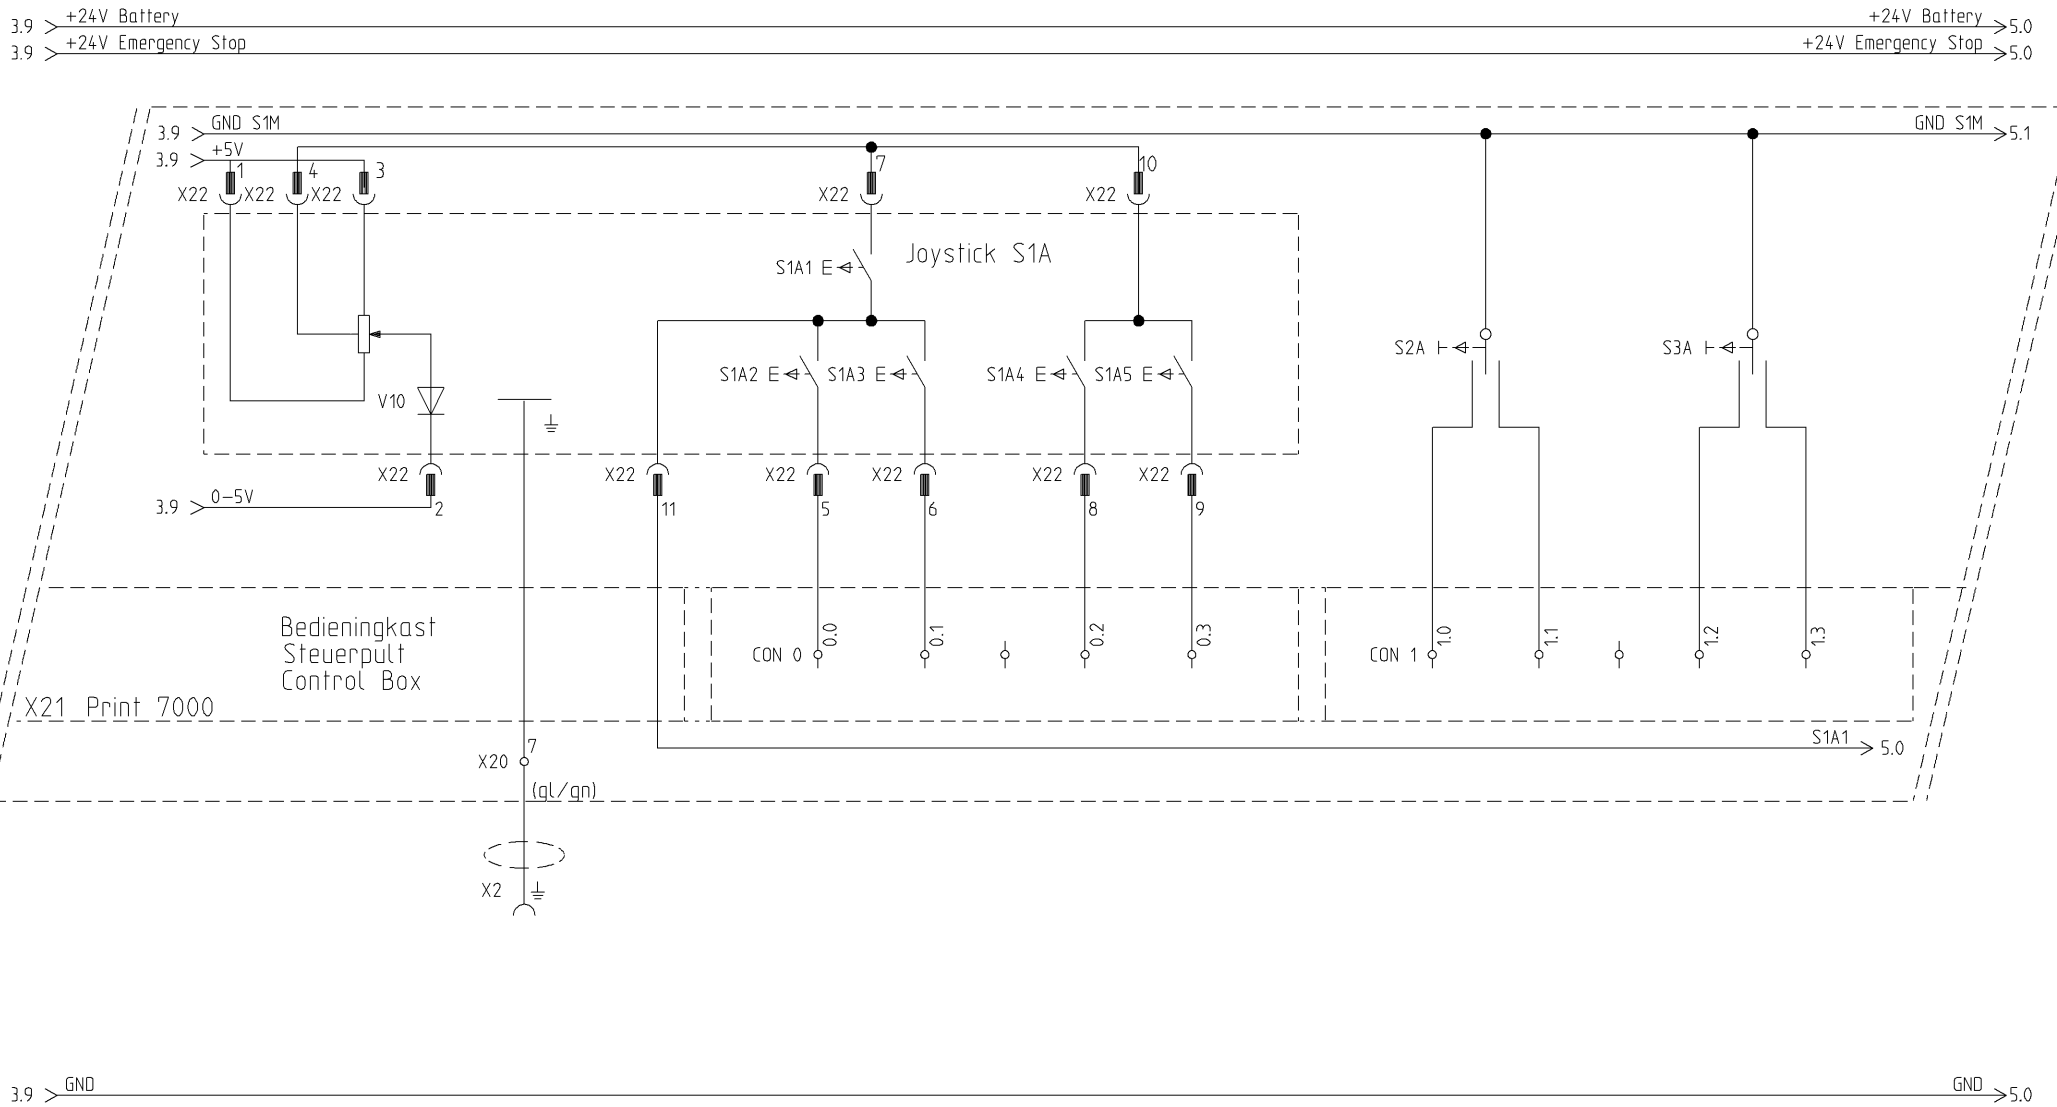 3.9 +24V Battery +24V Battery 5.0
3.9 +24V Emergency Stop +24V Emergency Stop 5.0
3.9 GND S1M GND S1M 5.1
3.9 +5V
1 4 3 7 10
X22 X22 X22 X22 X22
Joystick S1A
S1A1
S2A S3A
S1A2 S1A3 S1A4 S1A5
V10
X22 X22 X22 X22 X22 X22
3.9 0-5V
2 11 5 6 8 9
Bedieningkast
Steuerpult
Control Box
0.0 0.1 0.2 0.3 1.0 1.1 1.2 1.3
CON 0 CON 1
X21 Print 7000
S1A1 5.0
7
X20
(gl/gn)
X2
3.9 GND GND 5.0